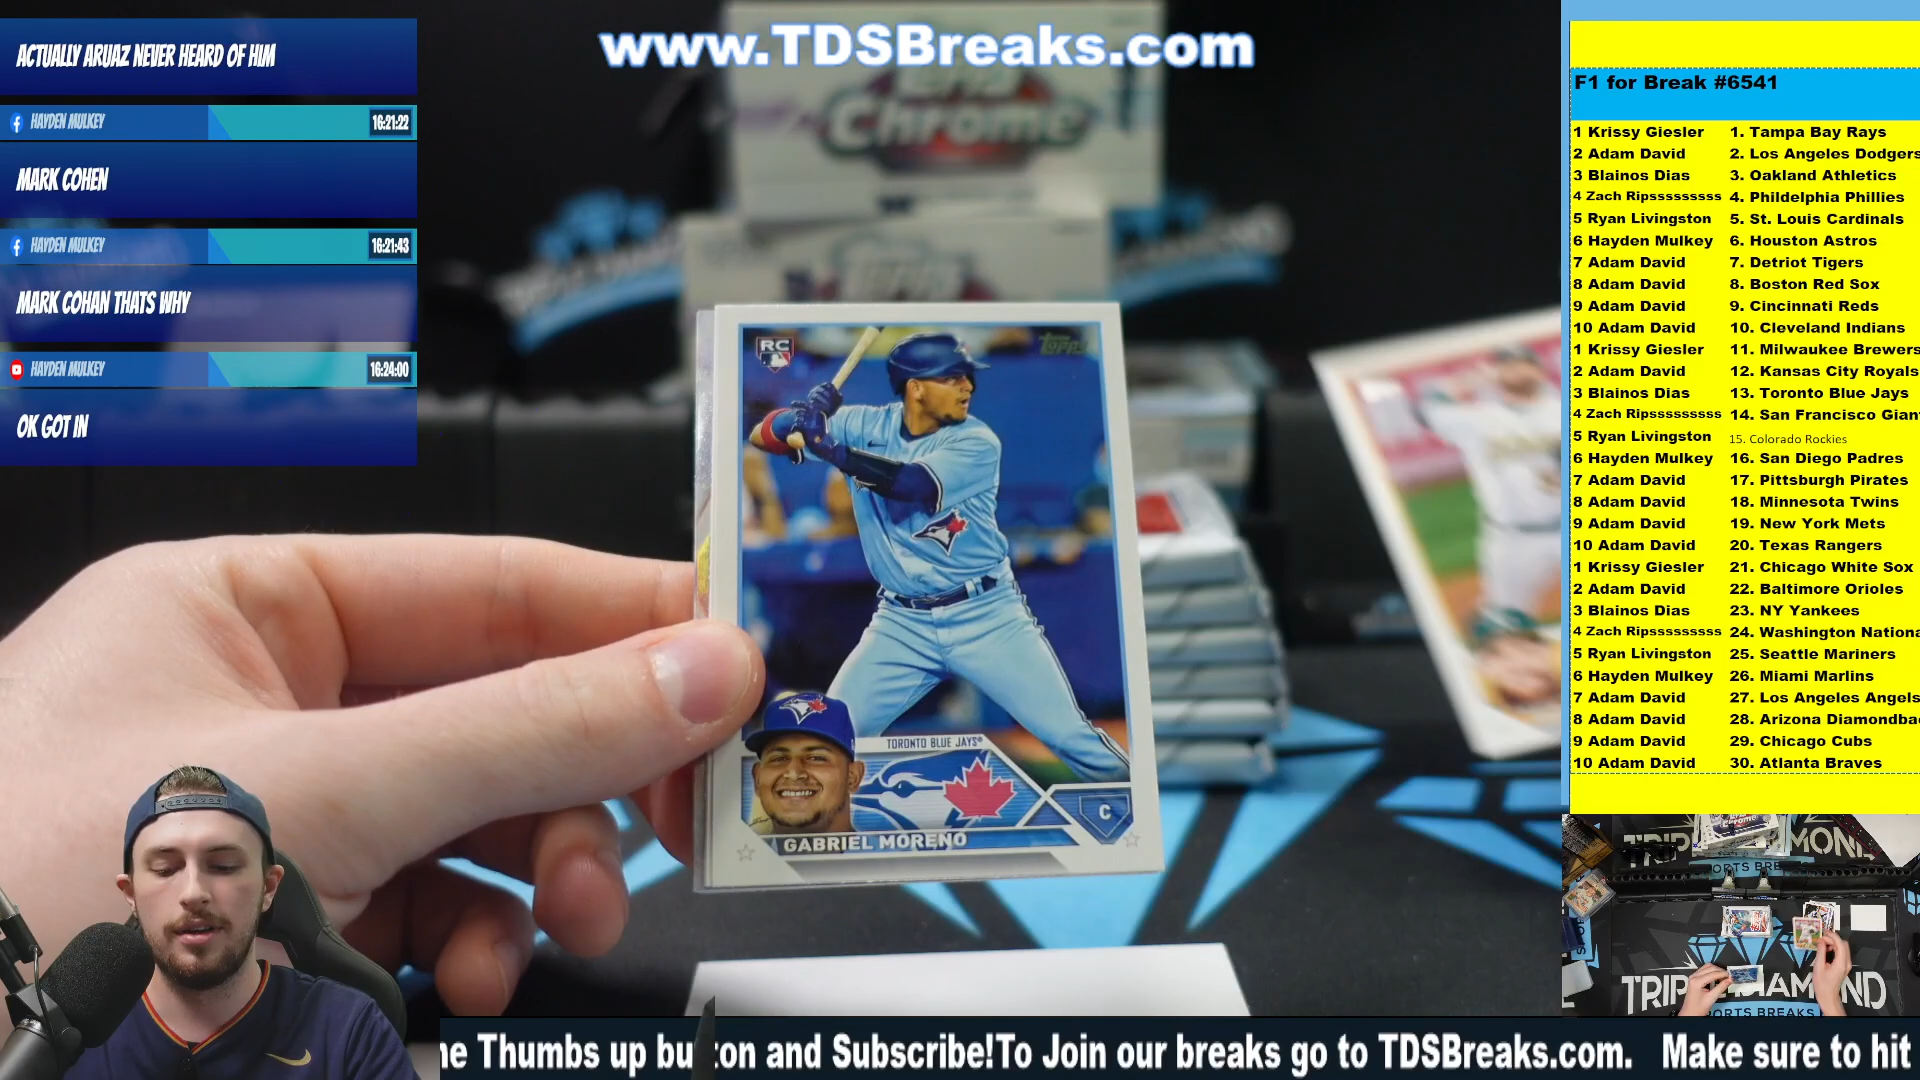 ACTUALLY ARUAZ NEVER HEARD OF HIM
HAYDEN MULKEY 16:21:22
MARK COHEN
HAYDEN MULKEY 16:21:43
MARK COHAN THATS WHY
HAYDEN MULKEY 16:24:00
OK GOT IN
www.TDSBreaks.com
Topps
Chrome
RC
TOPPS
TORONTO BLUE JAYS®
C
GABRIEL MORENO
F1 for Break #6541
1 Krissy Giesler 1. Tampa Bay Rays
2 Adam David 2. Los Angeles Dodgers
3 Blainos Dias 3. Oakland Athletics
4 Zach Ripsssssssss 4. Phildelphia Phillies
5 Ryan Livingston 5. St. Louis Cardinals
6 Hayden Mulkey 6. Houston Astros
7 Adam David 7. Detriot Tigers
8 Adam David 8. Boston Red Sox
9 Adam David 9. Cincinnati Reds
10 Adam David 10. Cleveland Indians
1 Krissy Giesler 11. Milwaukee Brewers
2 Adam David 12. Kansas City Royals
3 Blainos Dias 13. Toronto Blue Jays
4 Zach Ripsssssssss 14. San Francisco Gian
5 Ryan Livingston 15. Colorado Rockies
6 Hayden Mulkey 16. San Diego Padres
7 Adam David 17. Pittsburgh Pirates
8 Adam David 18. Minnesota Twins
9 Adam David 19. New York Mets
10 Adam David 20. Texas Rangers
1 Krissy Giesler 21. Chicago White Sox
2 Adam David 22. Baltimore Orioles
3 Blainos Dias 23. NY Yankees
4 Zach Ripsssssssss 24. Washington Nationa
5 Ryan Livingston 25. Seattle Mariners
6 Hayden Mulkey 26. Miami Marlins
7 Adam David 27. Los Angeles Angels
8 Adam David 28. Arizona Diamondba
9 Adam David 29. Chicago Cubs
10 Adam David 30. Atlanta Braves
ne Thumbs up button and Subscribe!To Join our breaks go to TDSBreaks.com. Make sure to hit